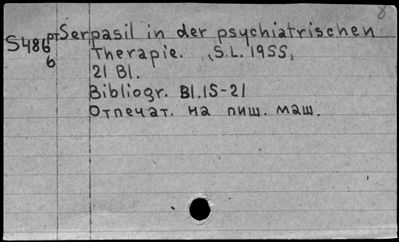 8
S486 от Serpasil in der psychiatrischen
6 Therapie. S.L. 1955,
21 Bl.
Bibliogr. Bl.15-21
Отпечат. на пиш. маш.